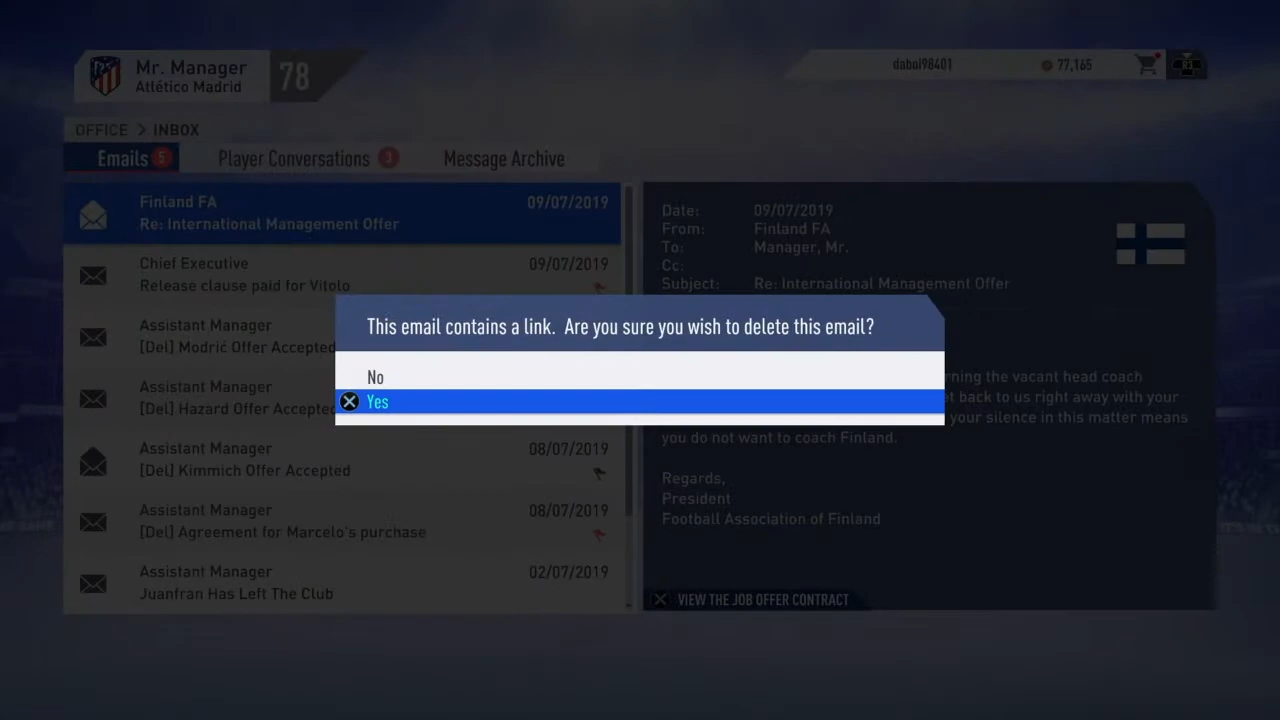 Mr. Manager
Atlético Madrid
78
dabol98401
77,165
OFFICE > INBOX
Emails 5
Player Conversations 3
Message Archive
Finland FA 09/07/2019
Re: International Management Offer
Chief Executive 09/07/2019
Release clause paid for Vitolo
Assistant Manager
[Del] Modrić Offer Accepted
Assistant Manager
[Del] Hazard Offer Accepted
Assistant Manager 08/07/2019
[Del] Kimmich Offer Accepted
Assistant Manager 08/07/2019
[Del] Agreement for Marcelo's purchase
Assistant Manager 02/07/2019
Juanfran Has Left The Club
Date: 09/07/2019
From: Finland FA
To: Manager, Mr.
Cc:
Subject: Re: International Management Offer
This email contains a link. Are you sure you wish to delete this email?
No
Yes
rning the vacant head coach
t back to us right away with your
your silence in this matter means
you do not want to coach Finland.
Regards,
President
Football Association of Finland
VIEW THE JOB OFFER CONTRACT